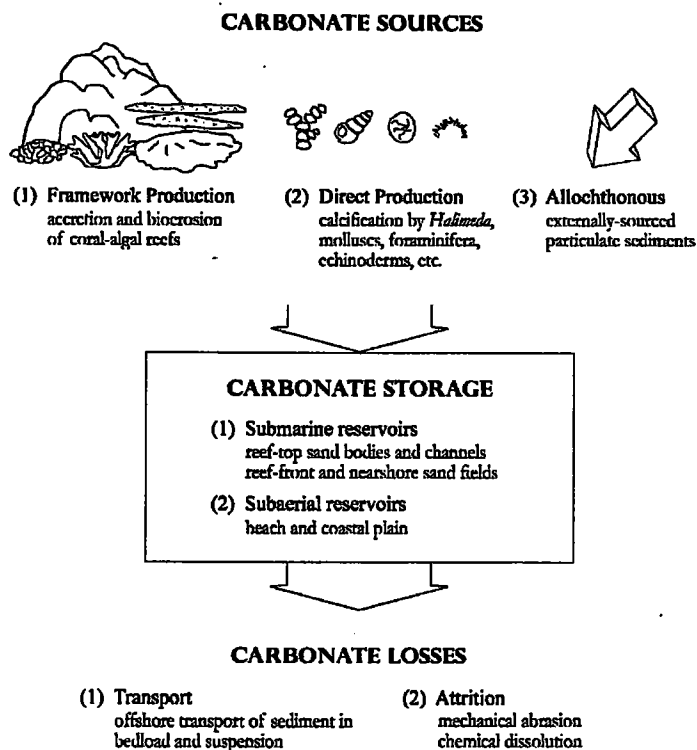 CARBONATE SOURCES
(1) Framework Production
accretion and bioerosion
of coral-algal reefs
(2) Direct Production
calcification by Halimeda,
molluscs, foraminifera,
echinoderms, etc.
(3) Allochthonous
externally-sourced
particulate sediments
CARBONATE STORAGE
(1) Submarine reservoirs
reef-top sand bodies and channels
reef-front and nearshore sand fields
(2) Subaerial reservoirs
beach and coastal plain
CARBONATE LOSSES
(1) Transport
offshore transport of sediment in
bedload and suspension
(2) Attrition
mechanical abrasion
chemical dissolution